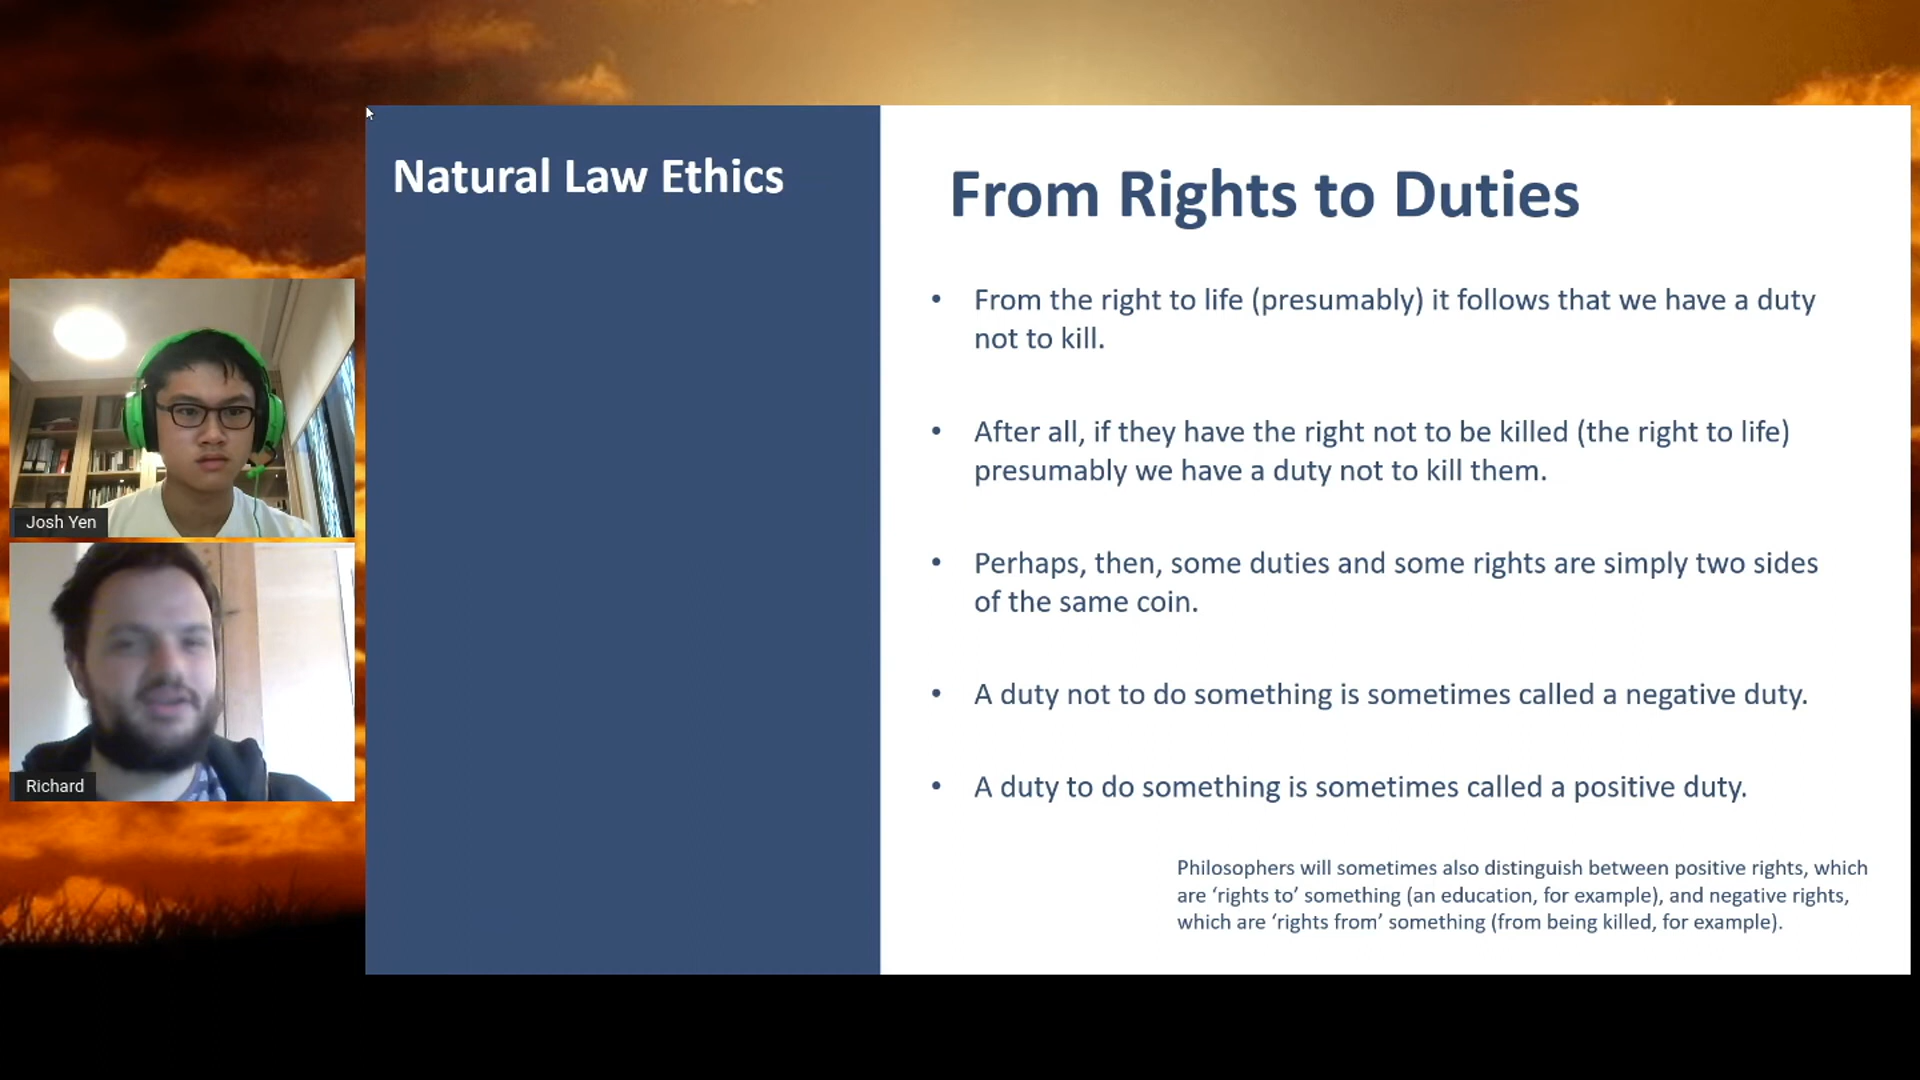 Natural Law Ethics
From Rights to Duties
• From the right to life (presumably) it follows that we have a duty
not to kill.
• After all, if they have the right not to be killed (the right to life)
presumably we have a duty not to kill them.
• Perhaps, then, some duties and some rights are simply two sides
of the same coin.
• A duty not to do something is sometimes called a negative duty.
• A duty to do something is sometimes called a positive duty.
Philosophers will sometimes also distinguish between positive rights, which
are ‘rights to’ something (an education, for example), and negative rights,
which are ‘rights from’ something (from being killed, for example).
Josh Yen
Richard